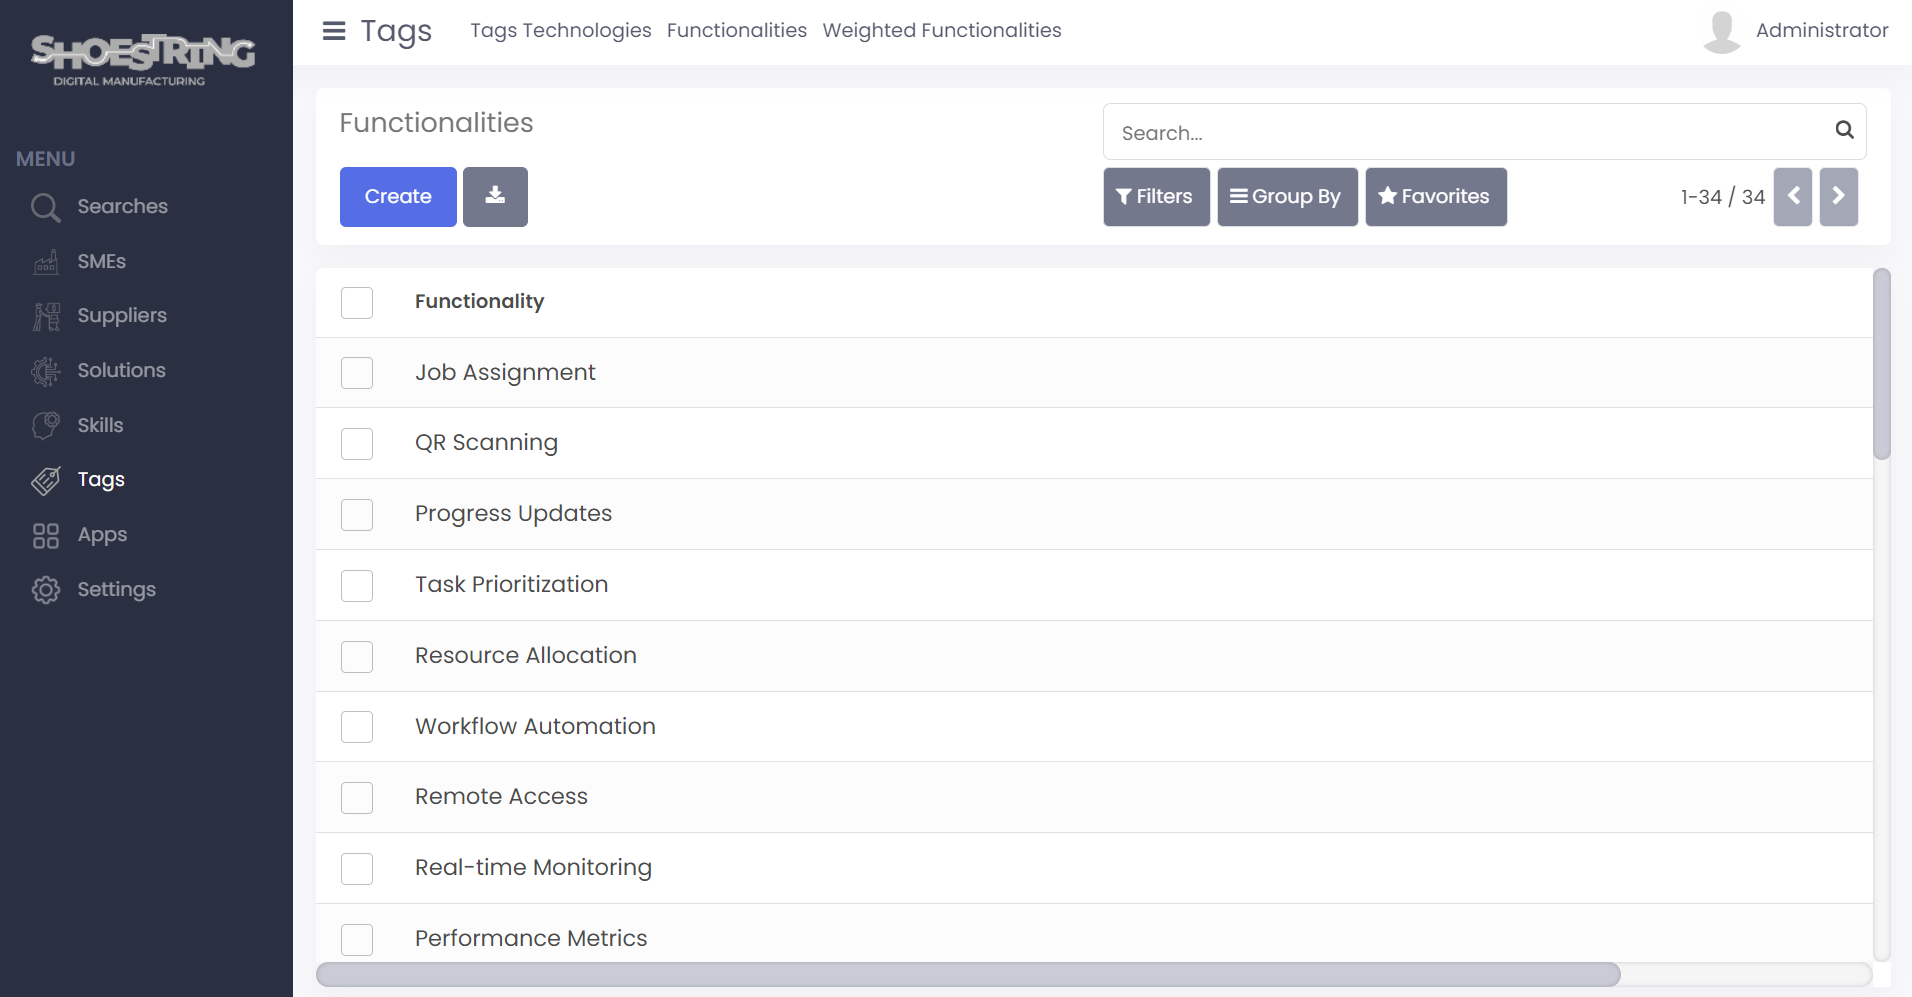 SHOESTRING
DIGITAL MANUFACTURING
MENU
Searches
SMEs
Suppliers
Solutions
Skills
Tags
Apps
Settings
Tags Tags Technologies Functionalities Weighted Functionalities Administrator
Functionalities
Search...
Create
Filters Group By Favorites 1-34 / 34
Functionality
Job Assignment
QR Scanning
Progress Updates
Task Prioritization
Resource Allocation
Workflow Automation
Remote Access
Real-time Monitoring
Performance Metrics